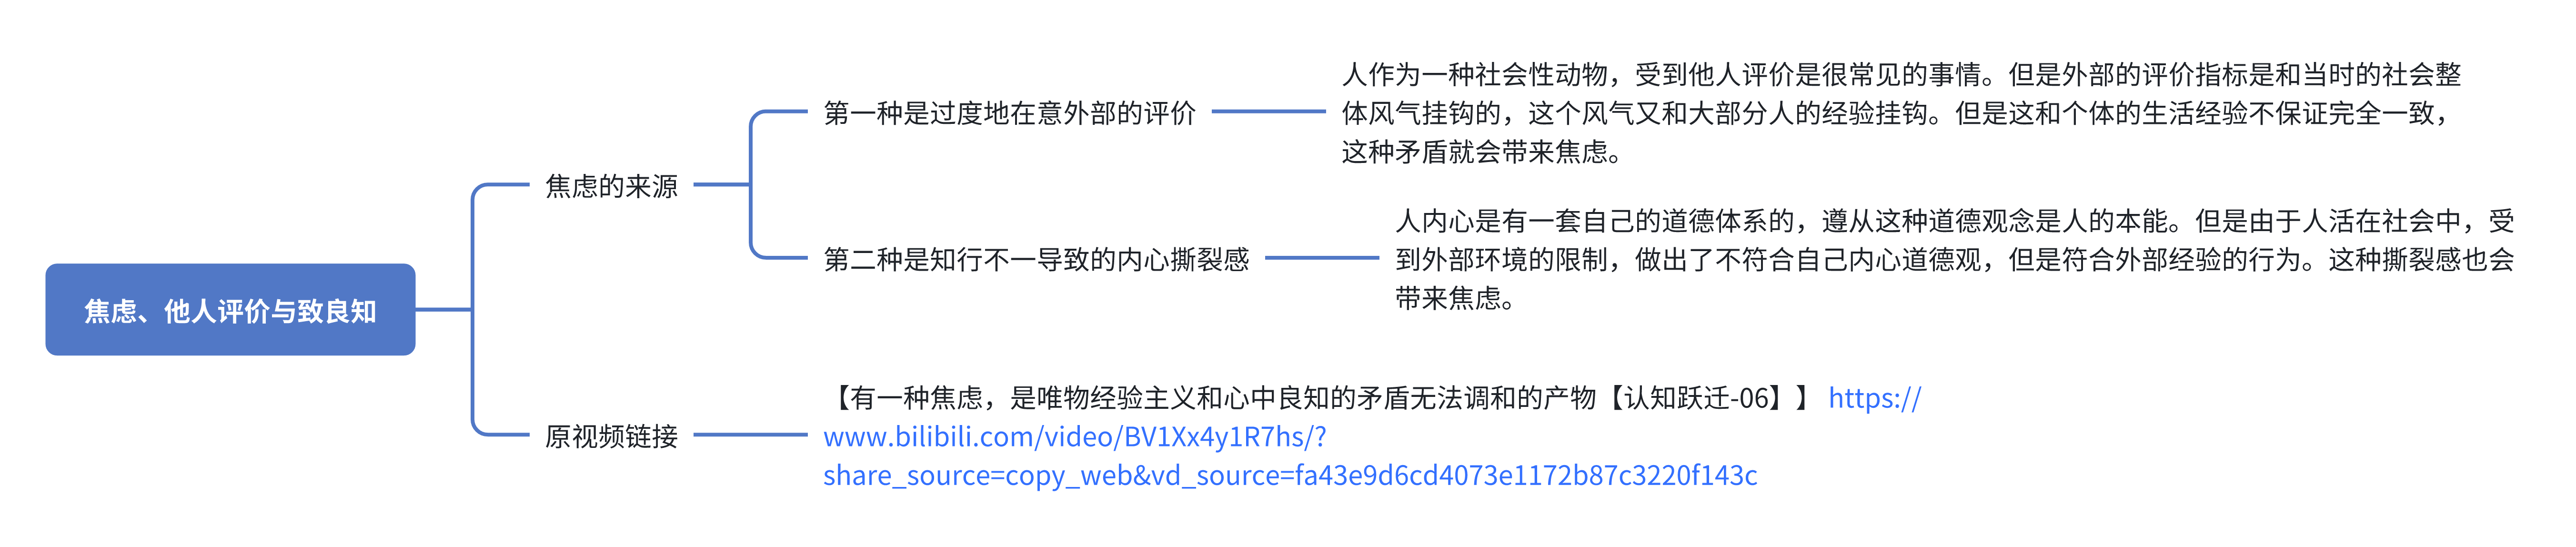 焦虑、他人评价与致良知
焦虑的来源
第一种是过度地在意外部的评价
人作为一种社会性动物，受到他人评价是很常见的事情。但是外部的评价指标是和当时的社会整
体风气挂钩的，这个风气又和大部分人的经验挂钩。但是这和个体的生活经验不保证完全一致，
这种矛盾就会带来焦虑。
第二种是知行不一导致的内心撕裂感
人内心是有一套自己的道德体系的，遵从这种道德观念是人的本能。但是由于人活在社会中，受
到外部环境的限制，做出了不符合自己内心道德观，但是符合外部经验的行为。这种撕裂感也会
带来焦虑。
原视频链接
【有一种焦虑，是唯物经验主义和心中良知的矛盾无法调和的产物【认知跃迁-06】】 https://
www.bilibili.com/video/BV1Xx4y1R7hs/?
share_source=copy_web&vd_source=fa43e9d6cd4073e1172b87c3220f143c